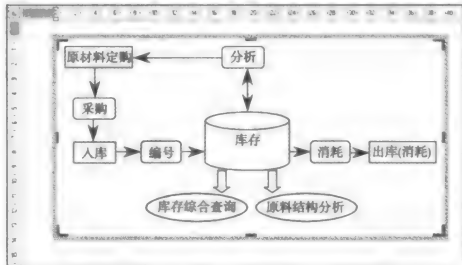 原材料定购
分析
采购
库存
入库
编号
消耗
出库(消耗)
库存综合查询
原料结构分析